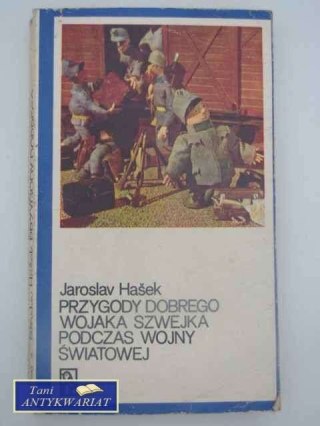 Jaroslav Hašek
PRZYGODY DOBREGO
WOJAKA SZWEJKA
PODCZAS WOJNY
ŚWIATOWEJ
Tani
ANTYKWARIAT